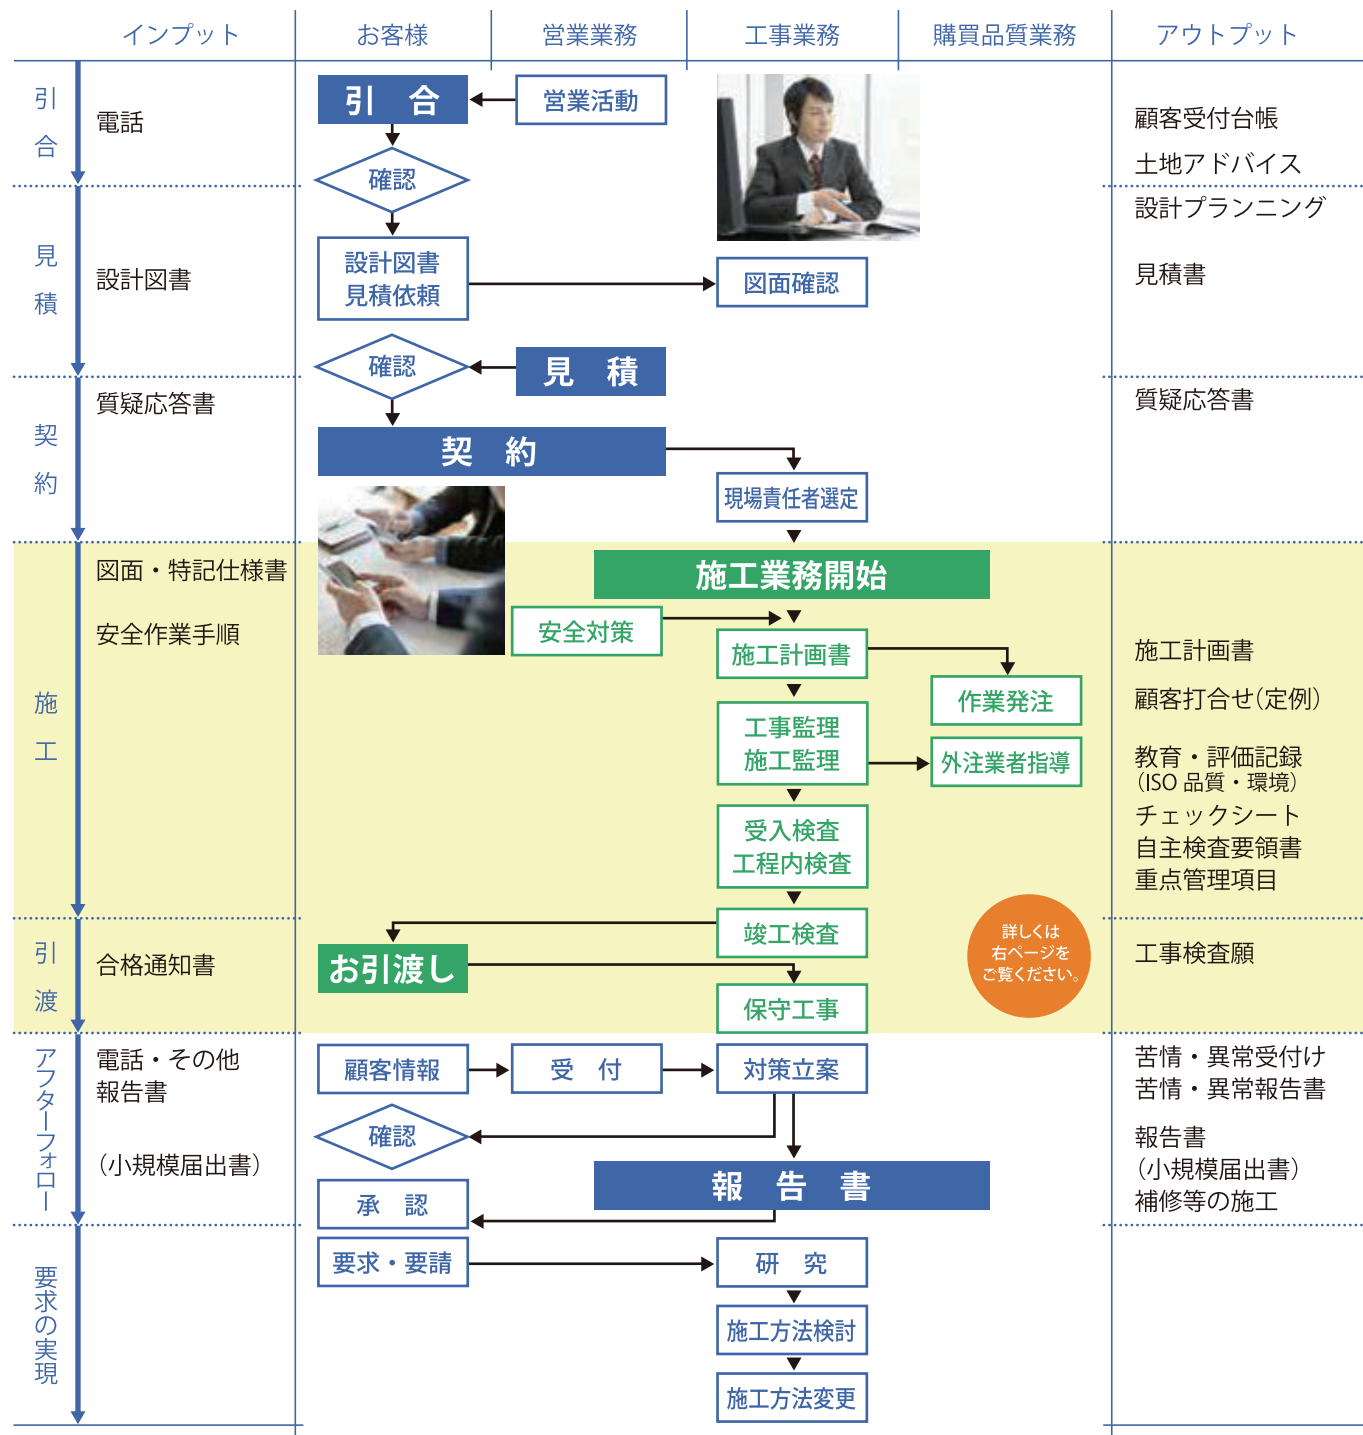 インプット
お客様
営業業務
工事業務
購買品質業務
アウトプット
引合
電話
引　合
営業活動
確認
顧客受付台帳
土地アドバイス
見積
設計図書
設計図書
見積依頼
図面確認
設計プランニング
見積書
確認
見　積
契約
質疑応答書
契　約
現場責任者選定
質疑応答書
施工
図面・特記仕様書
安全作業手順
施工業務開始
安全対策
施工計画書
作業発注
工事監理
施工監理
外注業者指導
受入検査
工程内検査
施工計画書
顧客打合せ（定例）
教育・評価記録
（ISO 品質・環境）
チェックシート
自主検査要領書
重点管理項目
引渡
合格通知書
竣工検査
お引渡し
保守工事
詳しくは
右ページを
ご覧ください。
工事検査願
アフターフォロー
電話・その他
報告書
（小規模届出書）
顧客情報
受　付
対策立案
確認
報　告　書
承　認
苦情・異常受付け
苦情・異常報告書
報告書
（小規模届出書）
補修等の施工
要求の実現
要求・要請
研　究
施工方法検討
施工方法変更